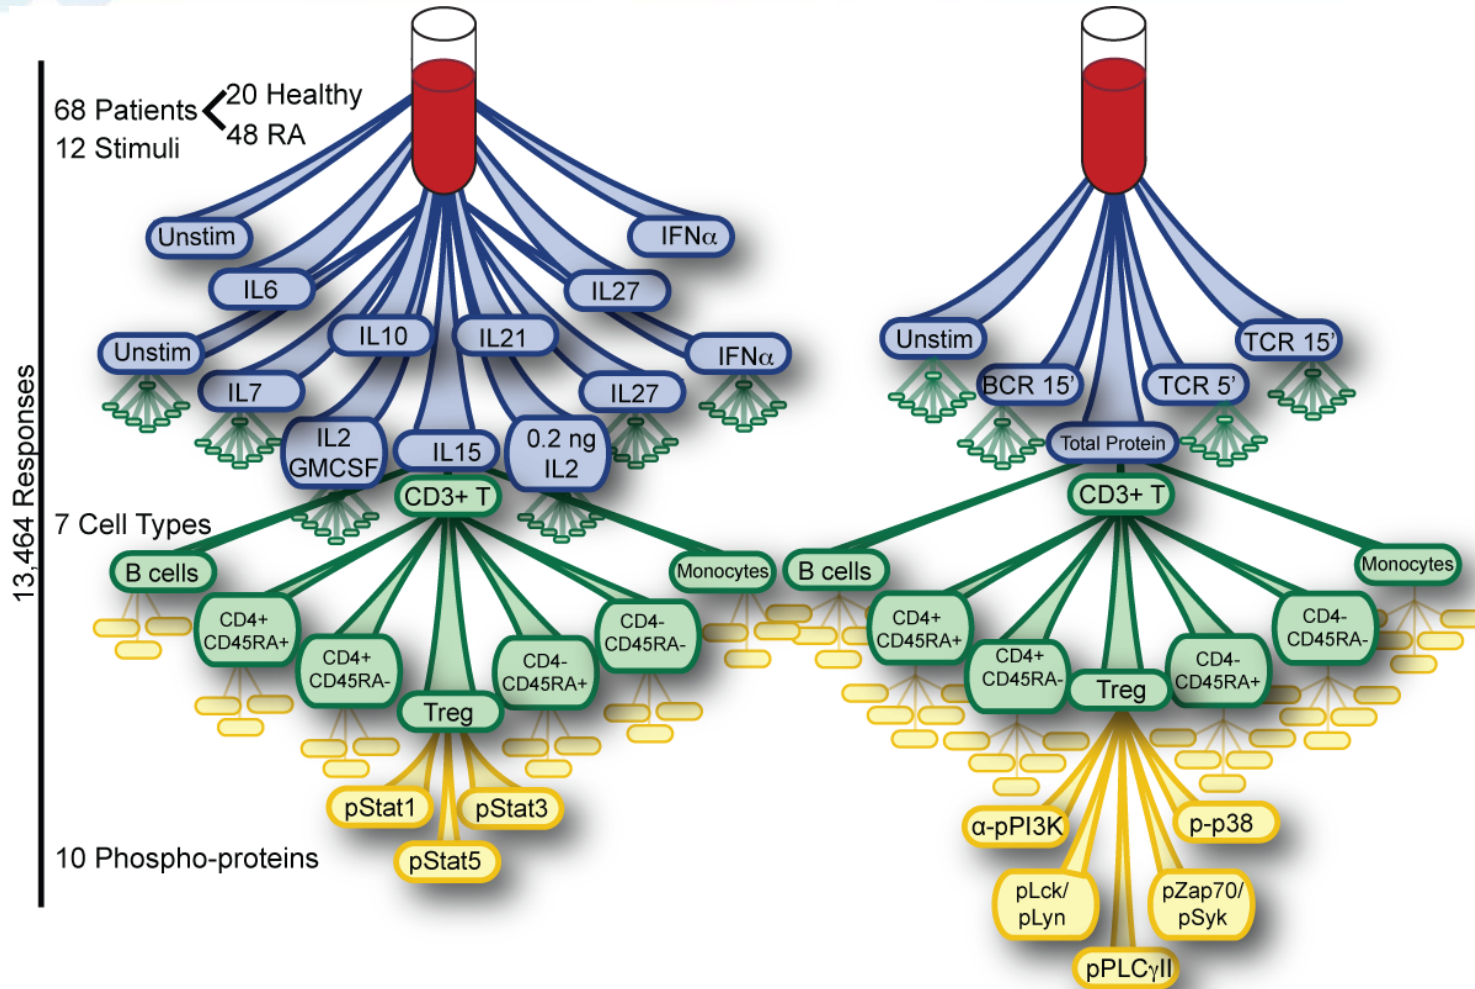 68 Patients
20 Healthy
48 RA
12 Stimuli
13,464 Responses
Unstim
IFNα
IL6
IL27
IL10
IL21
Unstim
IFNα
IL7
IL27
IL2
GMCSF
IL15
0.2 ng
IL2
CD3+ T
7 Cell Types
B cells
Monocytes
CD4+
CD45RA+
CD4-
CD45RA-
CD4+
CD45RA-
CD4-
CD45RA+
Treg
pStat1
pStat3
pStat5
10 Phospho-proteins
Unstim
TCR 15'
BCR 15'
TCR 5'
Total Protein
CD3+ T
B cells
Monocytes
CD4+
CD45RA+
CD4-
CD45RA-
CD4+
CD45RA-
CD4-
CD45RA+
Treg
α-pPI3K
p-p38
pLck/
pLyn
pZap70/
pSyk
pPLCγII